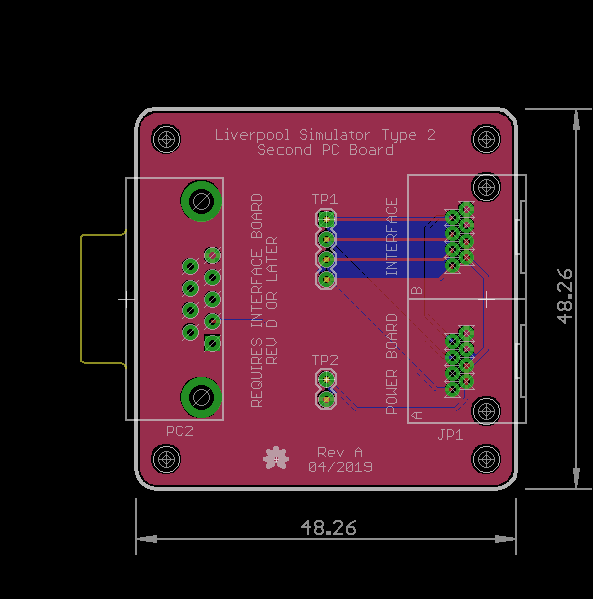 Liverpool Simulator Type 2
Second PC Board
TP1
REQUIRES INTERFACE BOARD
REV D OR LATER
INTERFACE
B
48.26
TP2
POWER BOARD
A
PC2
JP1
Rev A
04/2019
48.26